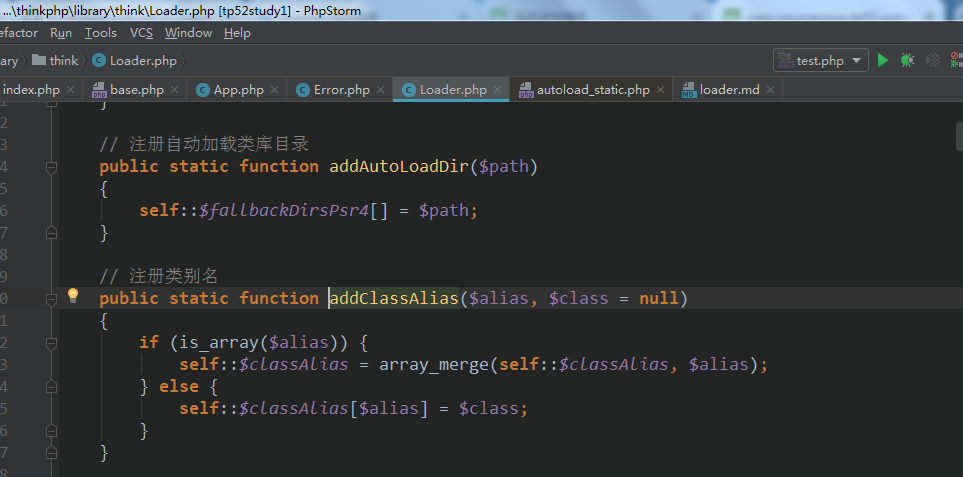 ...\thinkphp\library\think\Loader.php [tp52study1] - PhpStorm
efactor Run Tools VCS Window Help
ary think Loader.php test.php
index.php base.php App.php Error.php Loader.php autoload_static.php loader.md
1 }
2
3 // 注册自动加载类库目录
4 public static function addAutoLoadDir($path)
5 {
6 self::$fallbackDirsPsr4[] = $path;
7 }
8
9 // 注册类别名
0 public static function addClassAlias($alias, $class = null)
1 {
2 if (is_array($alias)) {
3 self::$classAlias = array_merge(self::$classAlias, $alias);
4 } else {
5 self::$classAlias[$alias] = $class;
6 }
7 }
8